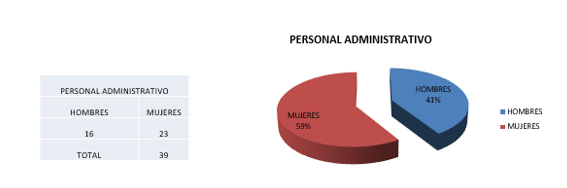 PERSONAL ADMINISTRATIVO
HOMBRES MUJERES
16 23
TOTAL 39
PERSONAL ADMINISTRATIVO
HOMBRES
41%
MUJERES
59%
HOMBRES
MUJERES